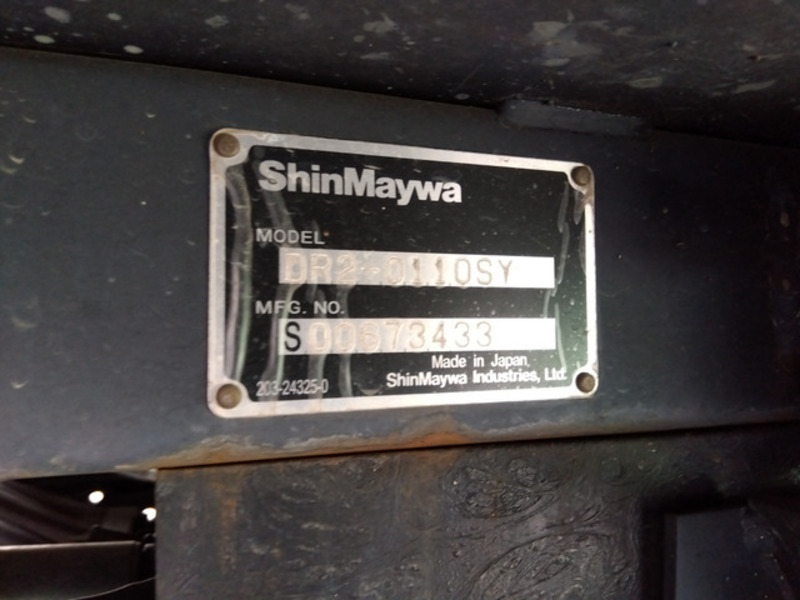 ShinMaywa
MODEL
DR2-0110SY
MFG. NO.
S00673433
Made in Japan
203-24325-0
ShinMaywa Industries, Ltd.